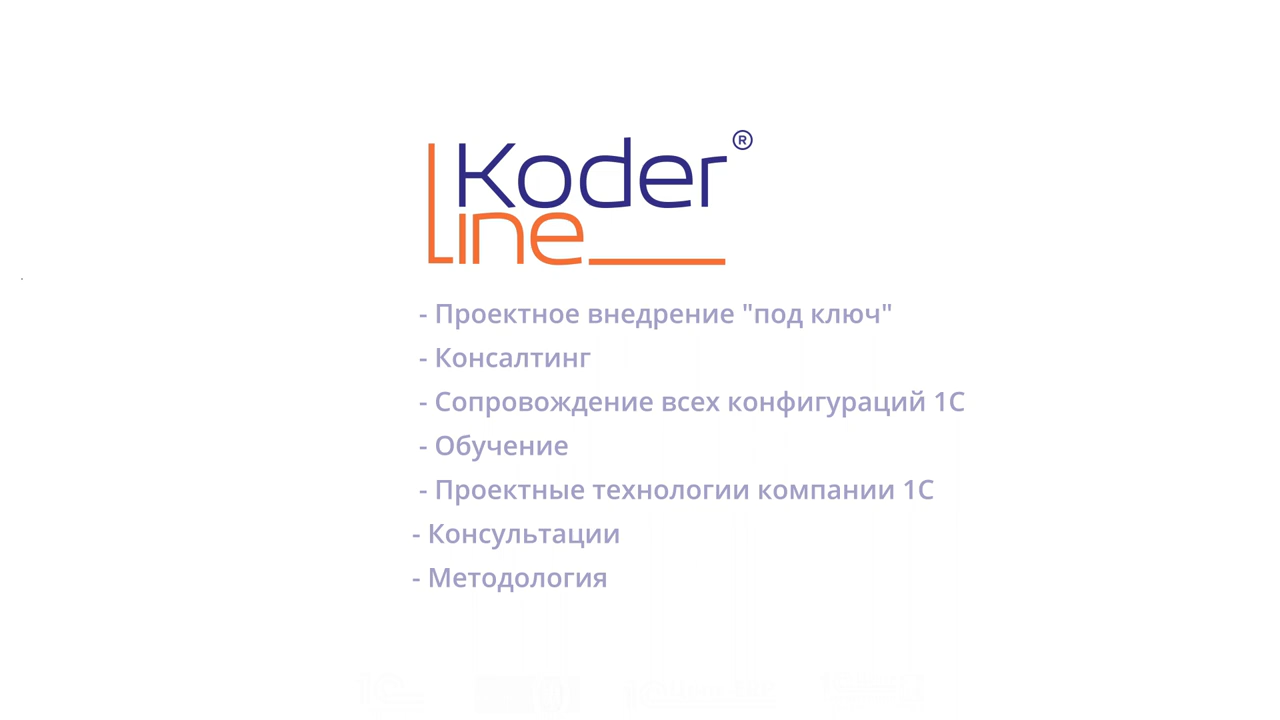 Koder®
Line
- Проектное внедрение "под ключ"
- Консалтинг
- Сопровождение всех конфигураций 1С
- Обучение
- Проектные технологии компании 1С
- Консультации
- Методология